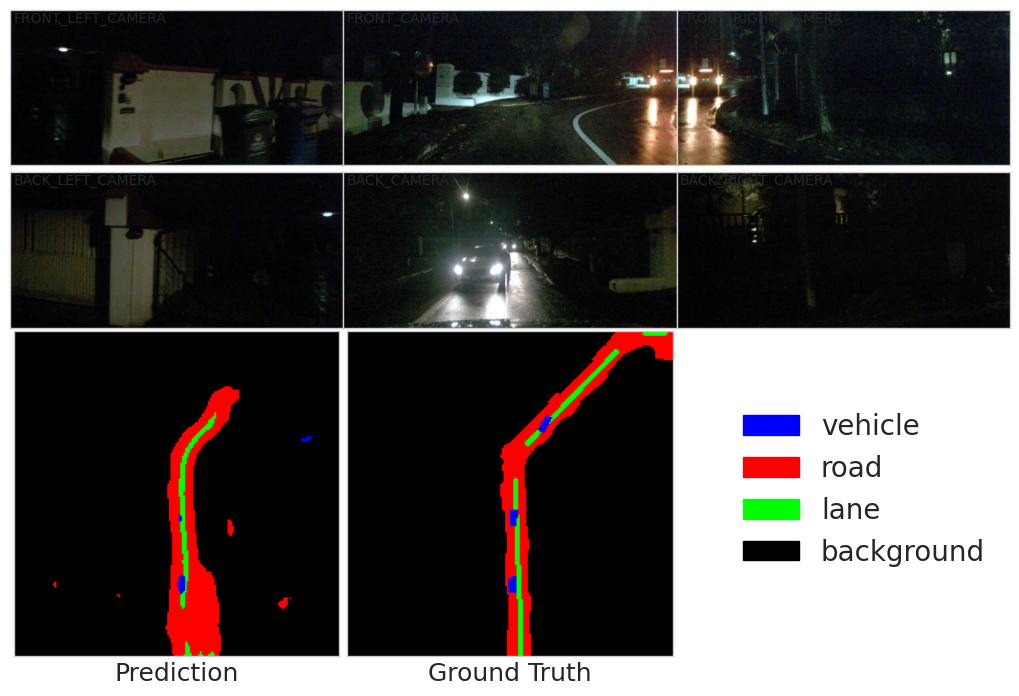 FRONT_LEFT_CAMERA
FRONT_CAMERA
FRONT_RIGHT_CAMERA
BACK_LEFT_CAMERA
BACK_CAMERA
BACK_RIGHT_CAMERA
vehicle
road
lane
background
Prediction
Ground Truth